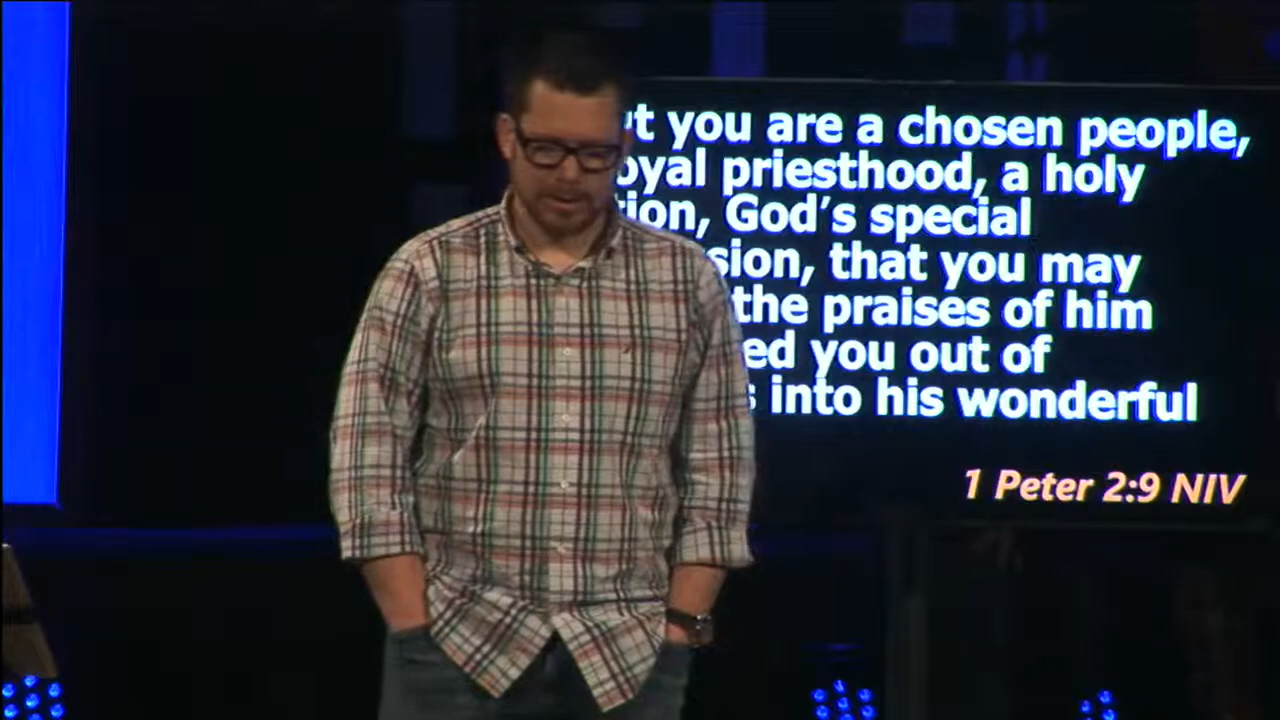 you are a chosen people,
priesthood, a holy
God's special
that you may
the praises of him
you out of
into his wonderful
1 Peter 2:9 NIV